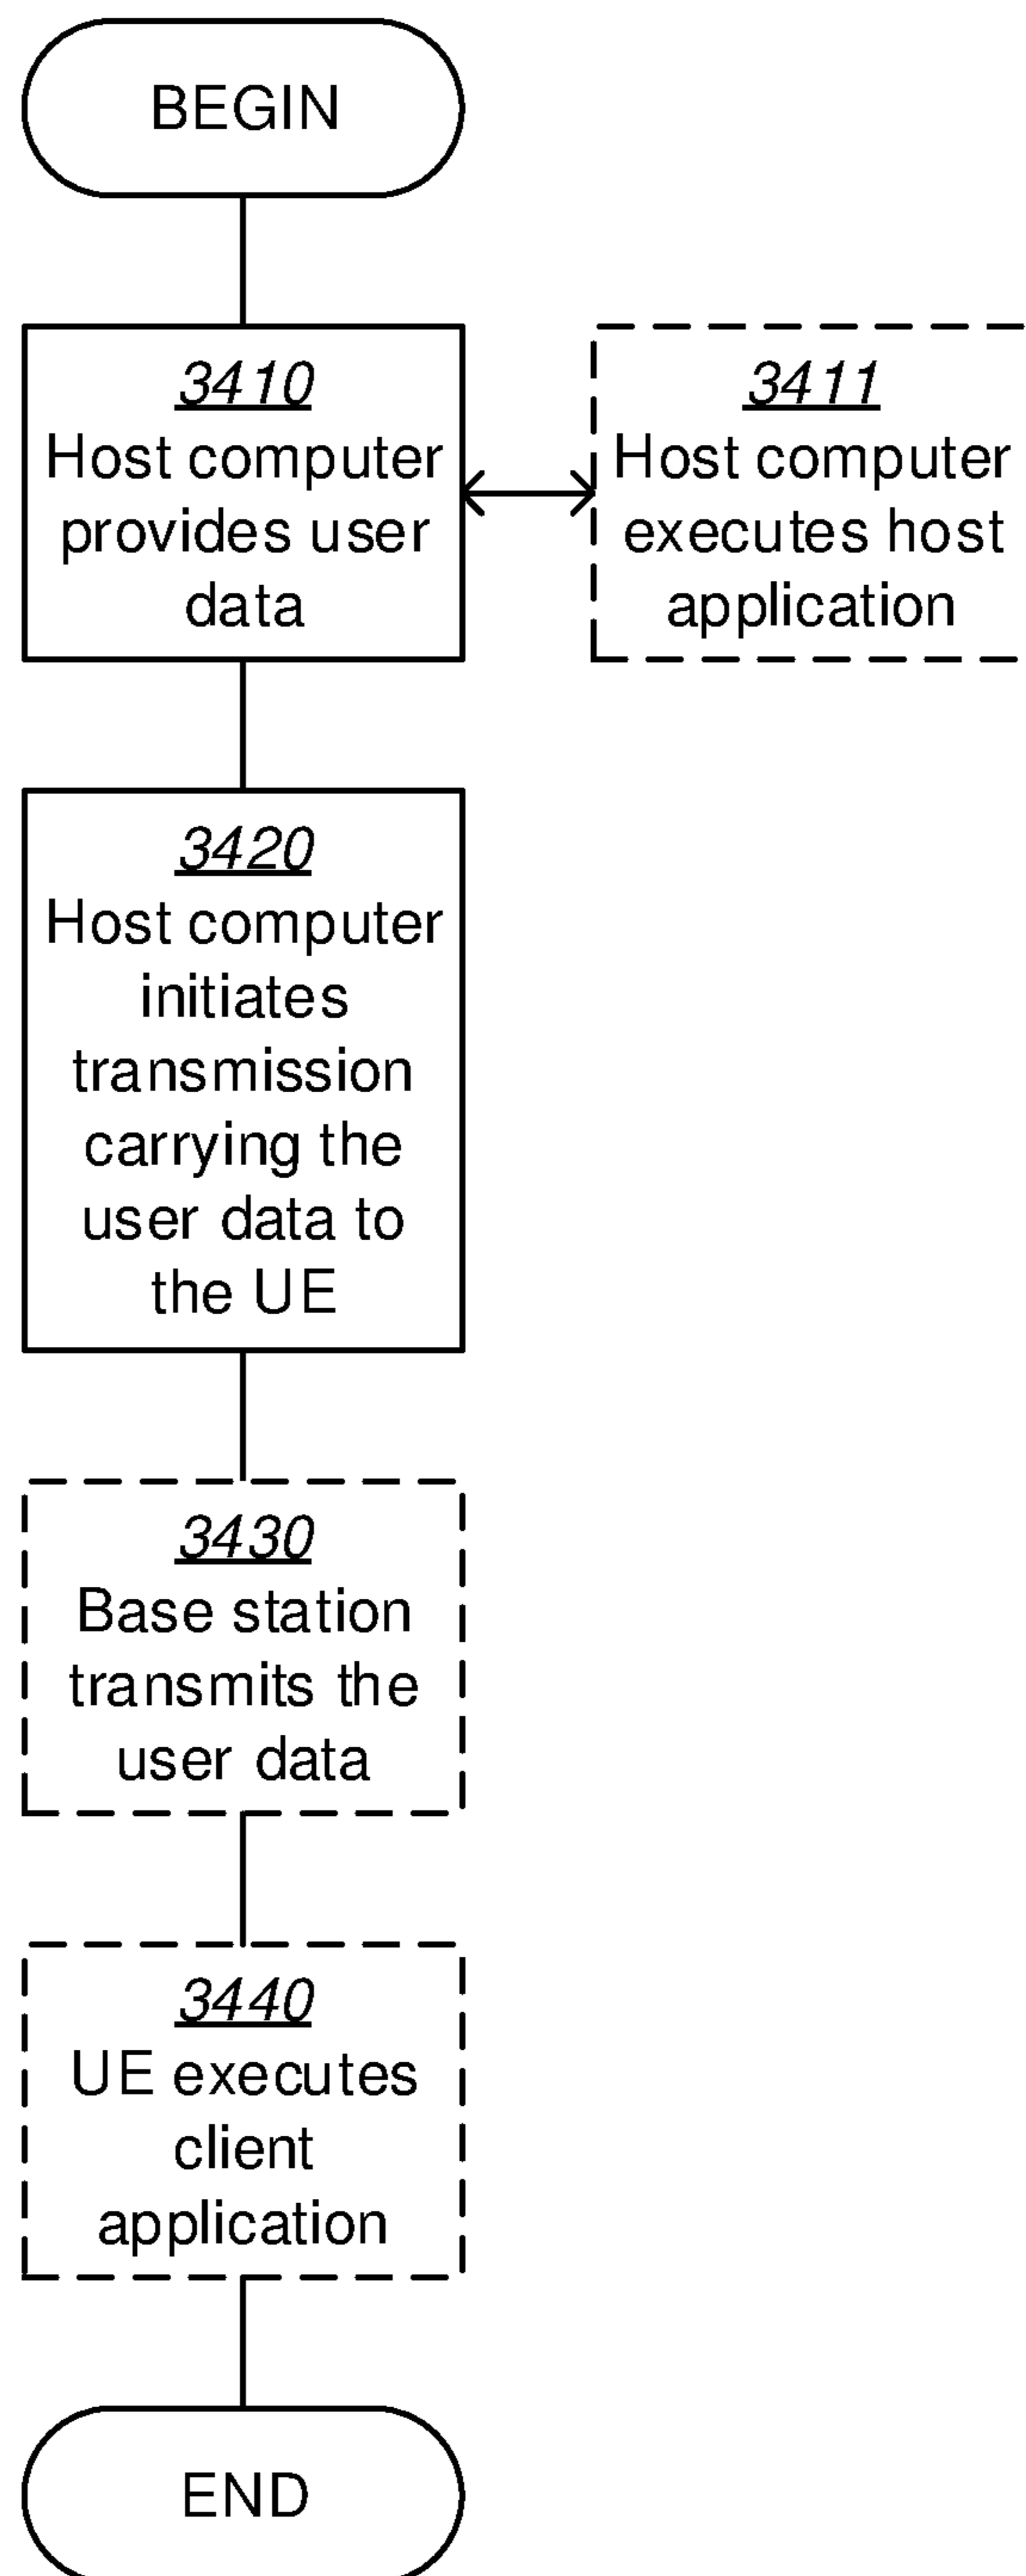 BEGIN
3410
Host computer
provides user
data
3411
Host computer
executes host
application
3420
Host computer
initiates
transmission
carrying the
user data to
the UE
3430
Base station
transmits the
user data
3440
UE executes
client
application
END